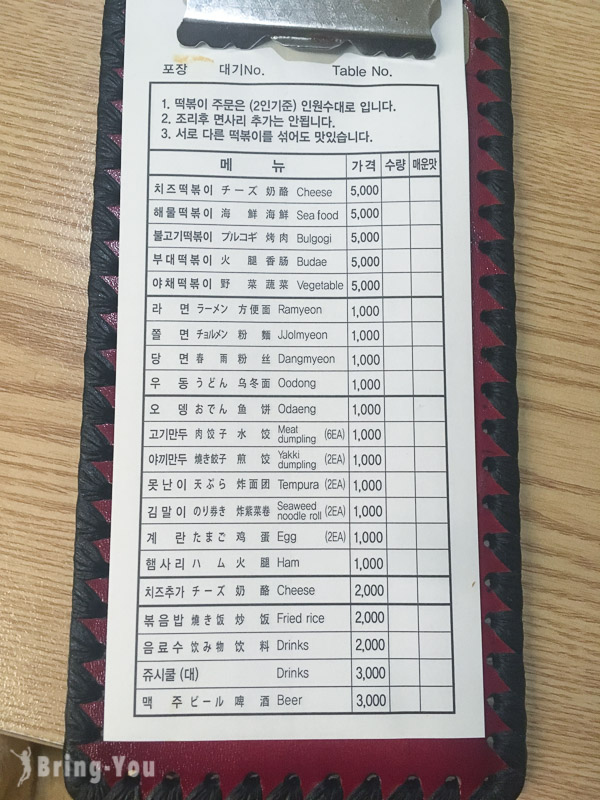 포장 대기No. Table No.
1. 떡볶이 주문은 (2인기준) 인원수대로 입니다.
2. 조리후 면사리 추가는 안됩니다.
3. 서로 다른 떡볶이를 섞어도 맛있습니다.
메 뉴 가격 수량 매운맛
치즈떡볶이 チーズ 奶酪 Cheese 5,000
해물떡볶이 海鮮 海鲜 Sea food 5,000
불고기떡볶이 プルコギ 烤肉 Bulgogi 5,000
부대떡볶이 火腿香肠 Budae 5,000
야채떡볶이 野菜 蔬菜 Vegetable 5,000
라면 ラーメン 方便面 Ramyeon 1,000
쫄면 チョルメン 粉麵 JJolmyeon 1,000
당면 春雨 粉丝 Dangmyeon 1,000
우동 うどん 乌冬面 Oodong 1,000
오뎅 おでん 鱼饼 Odaeng 1,000
고기만두 肉餃子 水饺 Meat dumpling (6EA) 1,000
야끼만두 焼き餃子 煎饺 Yakki dumpling (2EA) 1,000
못난이 天ぷら 炸面团 Tempura (2EA) 1,000
김말이 のり券き 炸紫菜卷 Seaweed noodle roll (2EA) 1,000
계란 たまご 鸡蛋 Egg (2EA) 1,000
햄사리 ハム 火腿 Ham 1,000
치즈추가 チーズ 奶酪 Cheese 2,000
볶음밥 焼き飯 炒饭 Fried rice 2,000
음료수 飲み物 饮料 Drinks 2,000
쥬시쿨 (대) Drinks 3,000
맥주 ビール 啤酒 Beer 3,000
Bring-You